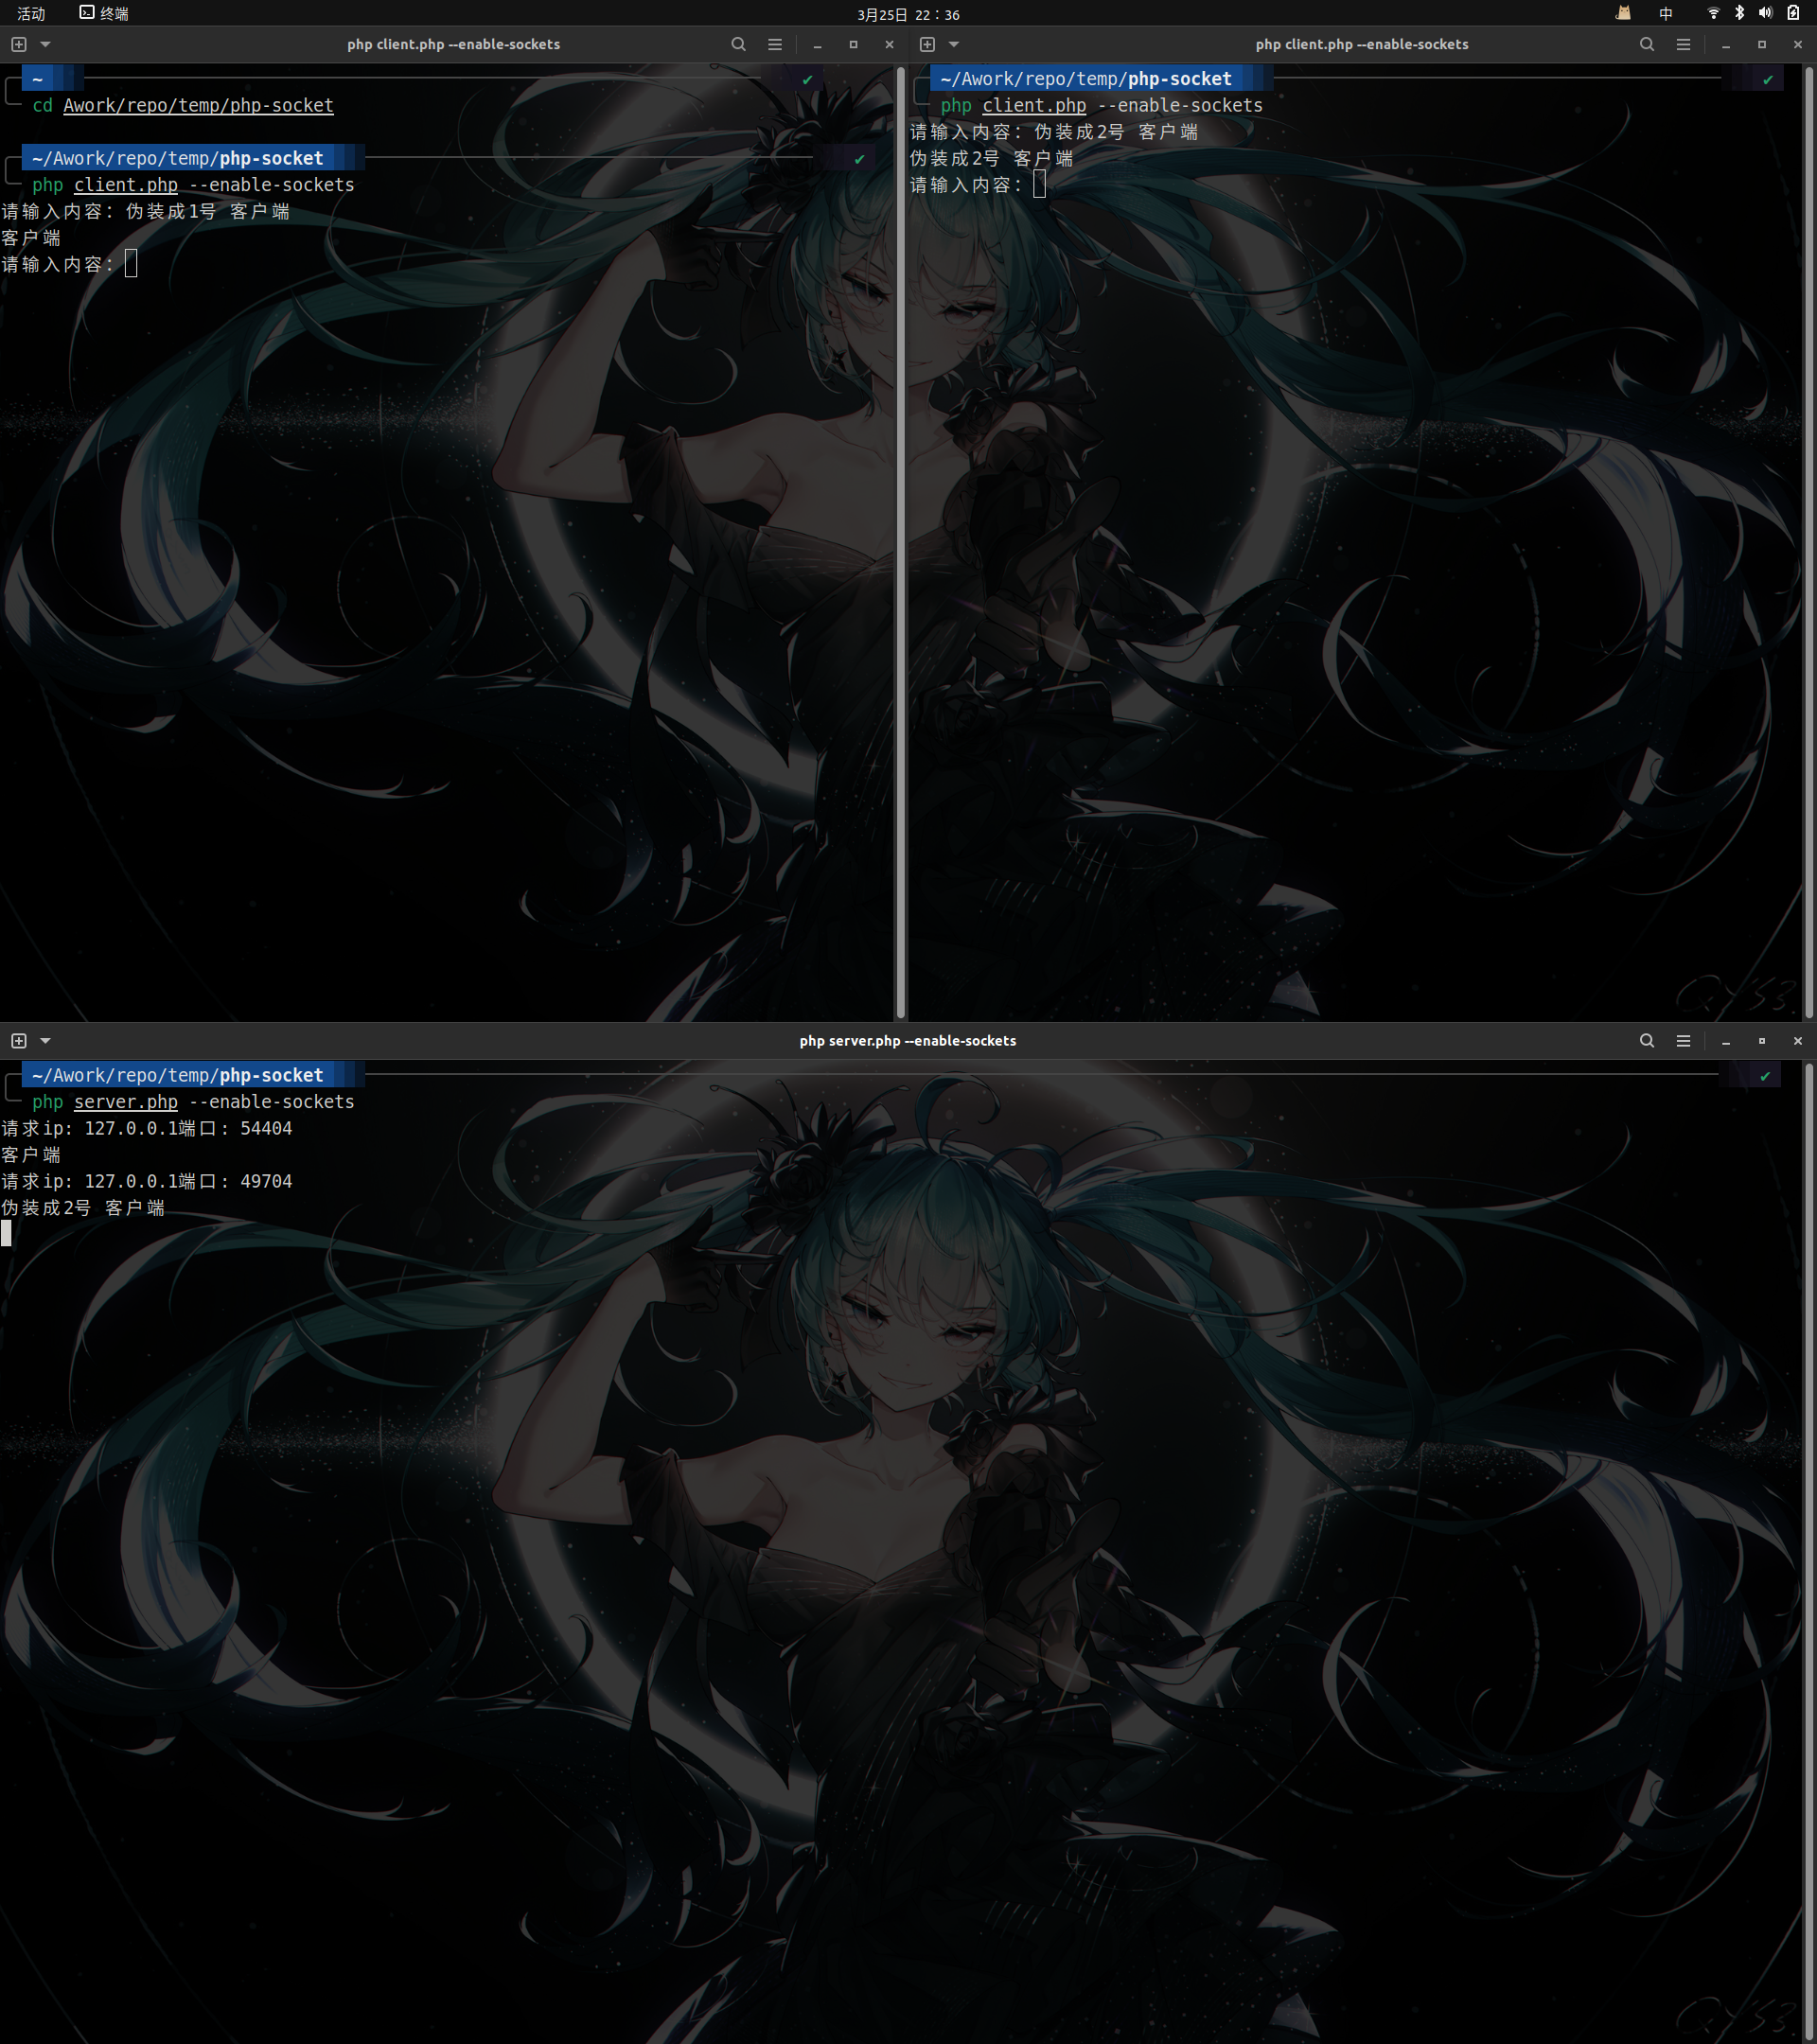 活动 终端 3月25日 22：36 中
php client.php --enable-sockets
~
cd Awork/repo/temp/php-socket
~/Awork/repo/temp/php-socket
php client.php --enable-sockets
请输入内容: 伪装成1号 客户端
客户端
请输入内容:
php client.php --enable-sockets
~/Awork/repo/temp/php-socket
php client.php --enable-sockets
请输入内容: 伪装成2号 客户端
伪装成2号 客户端
请输入内容:
php server.php --enable-sockets
~/Awork/repo/temp/php-socket
php server.php --enable-sockets
请求ip: 127.0.0.1端口: 54404
客户端
请求ip: 127.0.0.1端口: 49704
伪装成2号 客户端